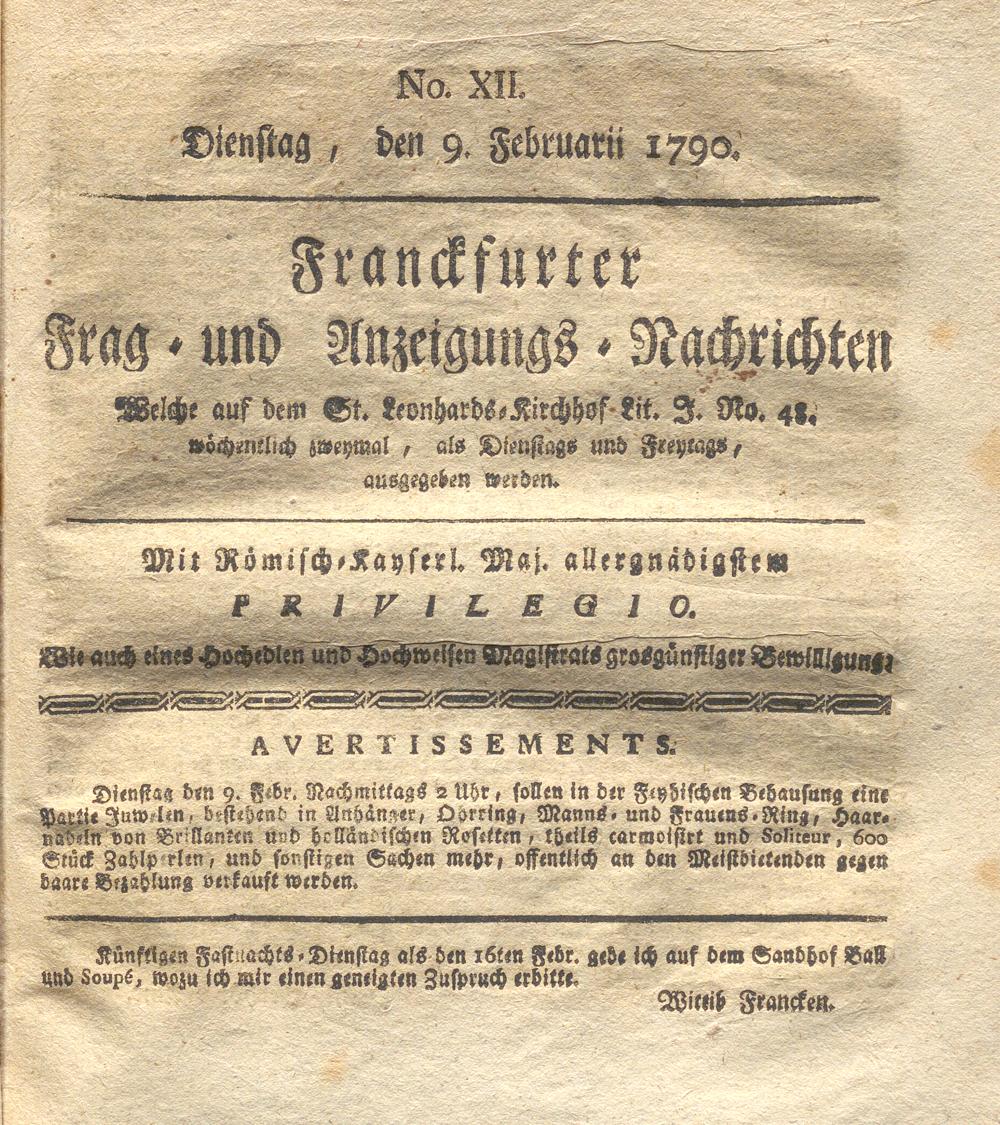 No. XII.
Dienstag, den 9. Februarii 1790.
Franckfurter
Frag- und Anzeigungs-Nachrichten
Welche auf dem St. Leonhards-Kirchhof Lit. J. No. 48.
wöchentlich zweymal, als Dienstags und Freytags,
ausgegeben werden.
Mit Römisch-Kayserl. Maj. allergnädigstem
PRIVILEGIO.
Wie auch eines Hochedlen und Hochweisen Magistrats grosgünstiger Bewilligung:
AVERTISSEMENTS.
Dienstag den 9. Febr. Nachmittags 2 Uhr, sollen in der Feyhischen Behausung eine
Partie Juwelen, bestehend in Anhänger, Oorring, Manns- und Frauens-Ring, Haar-
nadeln von Brillanten und holländischen Rosetten, theils carmoisirt und Soliteur, 600
Stück Zahlperlen, und sonstigen Sachen mehr, offentlich an den Meistbietenden gegen
baare Bezahlung verkauft werden.
Künftigen Fastnachts-Dienstag als den 16ten Febr. gebe ich auf dem Sandhof Ball
und Soupé, wozu ich mir einen geneigten Zuspruch erbitte.
Wittib Francken.